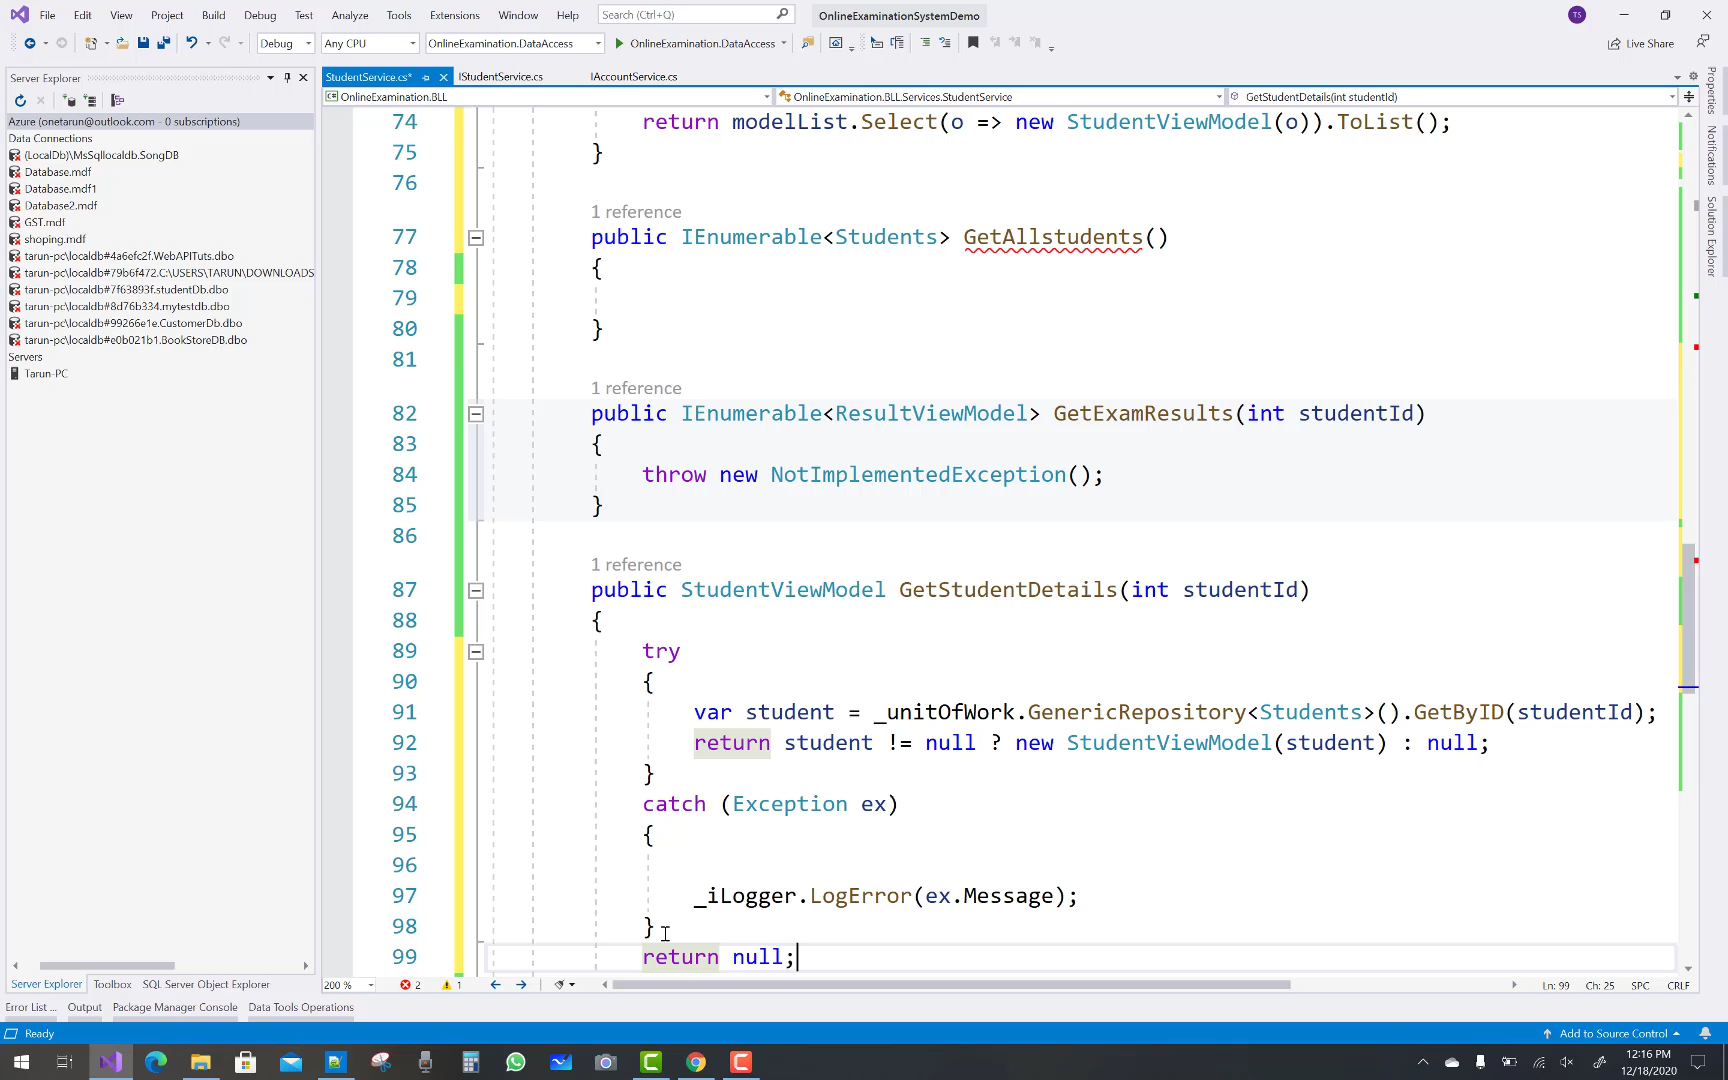 File Edit View Project Build Debug Test Analyze Tools Extensions Window Help Search (Ctrl+Q) OnlineExaminationSystemDemo TS
Debug Any CPU OnlineExamination.DataAccess OnlineExamination.DataAccess Live Share
Server Explorer
StudentService.cs* IStudentService.cs IAccountService.cs
OnlineExamination.BLL OnlineExamination.BLL.Services.StudentService GetStudentDetails(int studentId)
Azure (onetarun@outlook.com - 0 subscriptions)
Data Connections
(LocalDb)\MsSqllocaldb.SongDB
Database.mdf
Database.mdf1
Database2.mdf
GST.mdf
shoping.mdf
tarun-pc\localdb#4a6efc2f.WebAPITuts.dbo
tarun-pc\localdb#79b6f472.C:\USERS\TARUN\DOWNLOADS
tarun-pc\localdb#7f63893f.studentDb.dbo
tarun-pc\localdb#8d76b334.mytestdb.dbo
tarun-pc\localdb#99266e1e.CustomerDb.dbo
tarun-pc\localdb#e0b021b1.BookStoreDB.dbo
Servers
Tarun-PC
74 return modelList.Select(o => new StudentViewModel(o)).ToList();
75 }
76
1 reference
77 public IEnumerable<Students> GetAllstudents()
78 {
79
80 }
81
1 reference
82 public IEnumerable<ResultViewModel> GetExamResults(int studentId)
83 {
84 throw new NotImplementedException();
85 }
86
1 reference
87 public StudentViewModel GetStudentDetails(int studentId)
88 {
89 try
90 {
91 var student = _unitOfWork.GenericRepository<Students>().GetByID(studentId);
92 return student != null ? new StudentViewModel(student) : null;
93 }
94 catch (Exception ex)
95 {
96
97 _iLogger.LogError(ex.Message);
98 }
99 return null;
Properties
Notifications
Solution Explorer
200 % 2 1 Ln: 99 Ch: 25 SPC CRLF
Server Explorer Toolbox SQL Server Object Explorer
Error List ... Output Package Manager Console Data Tools Operations
Ready Add to Source Control
12:16 PM
12/18/2020